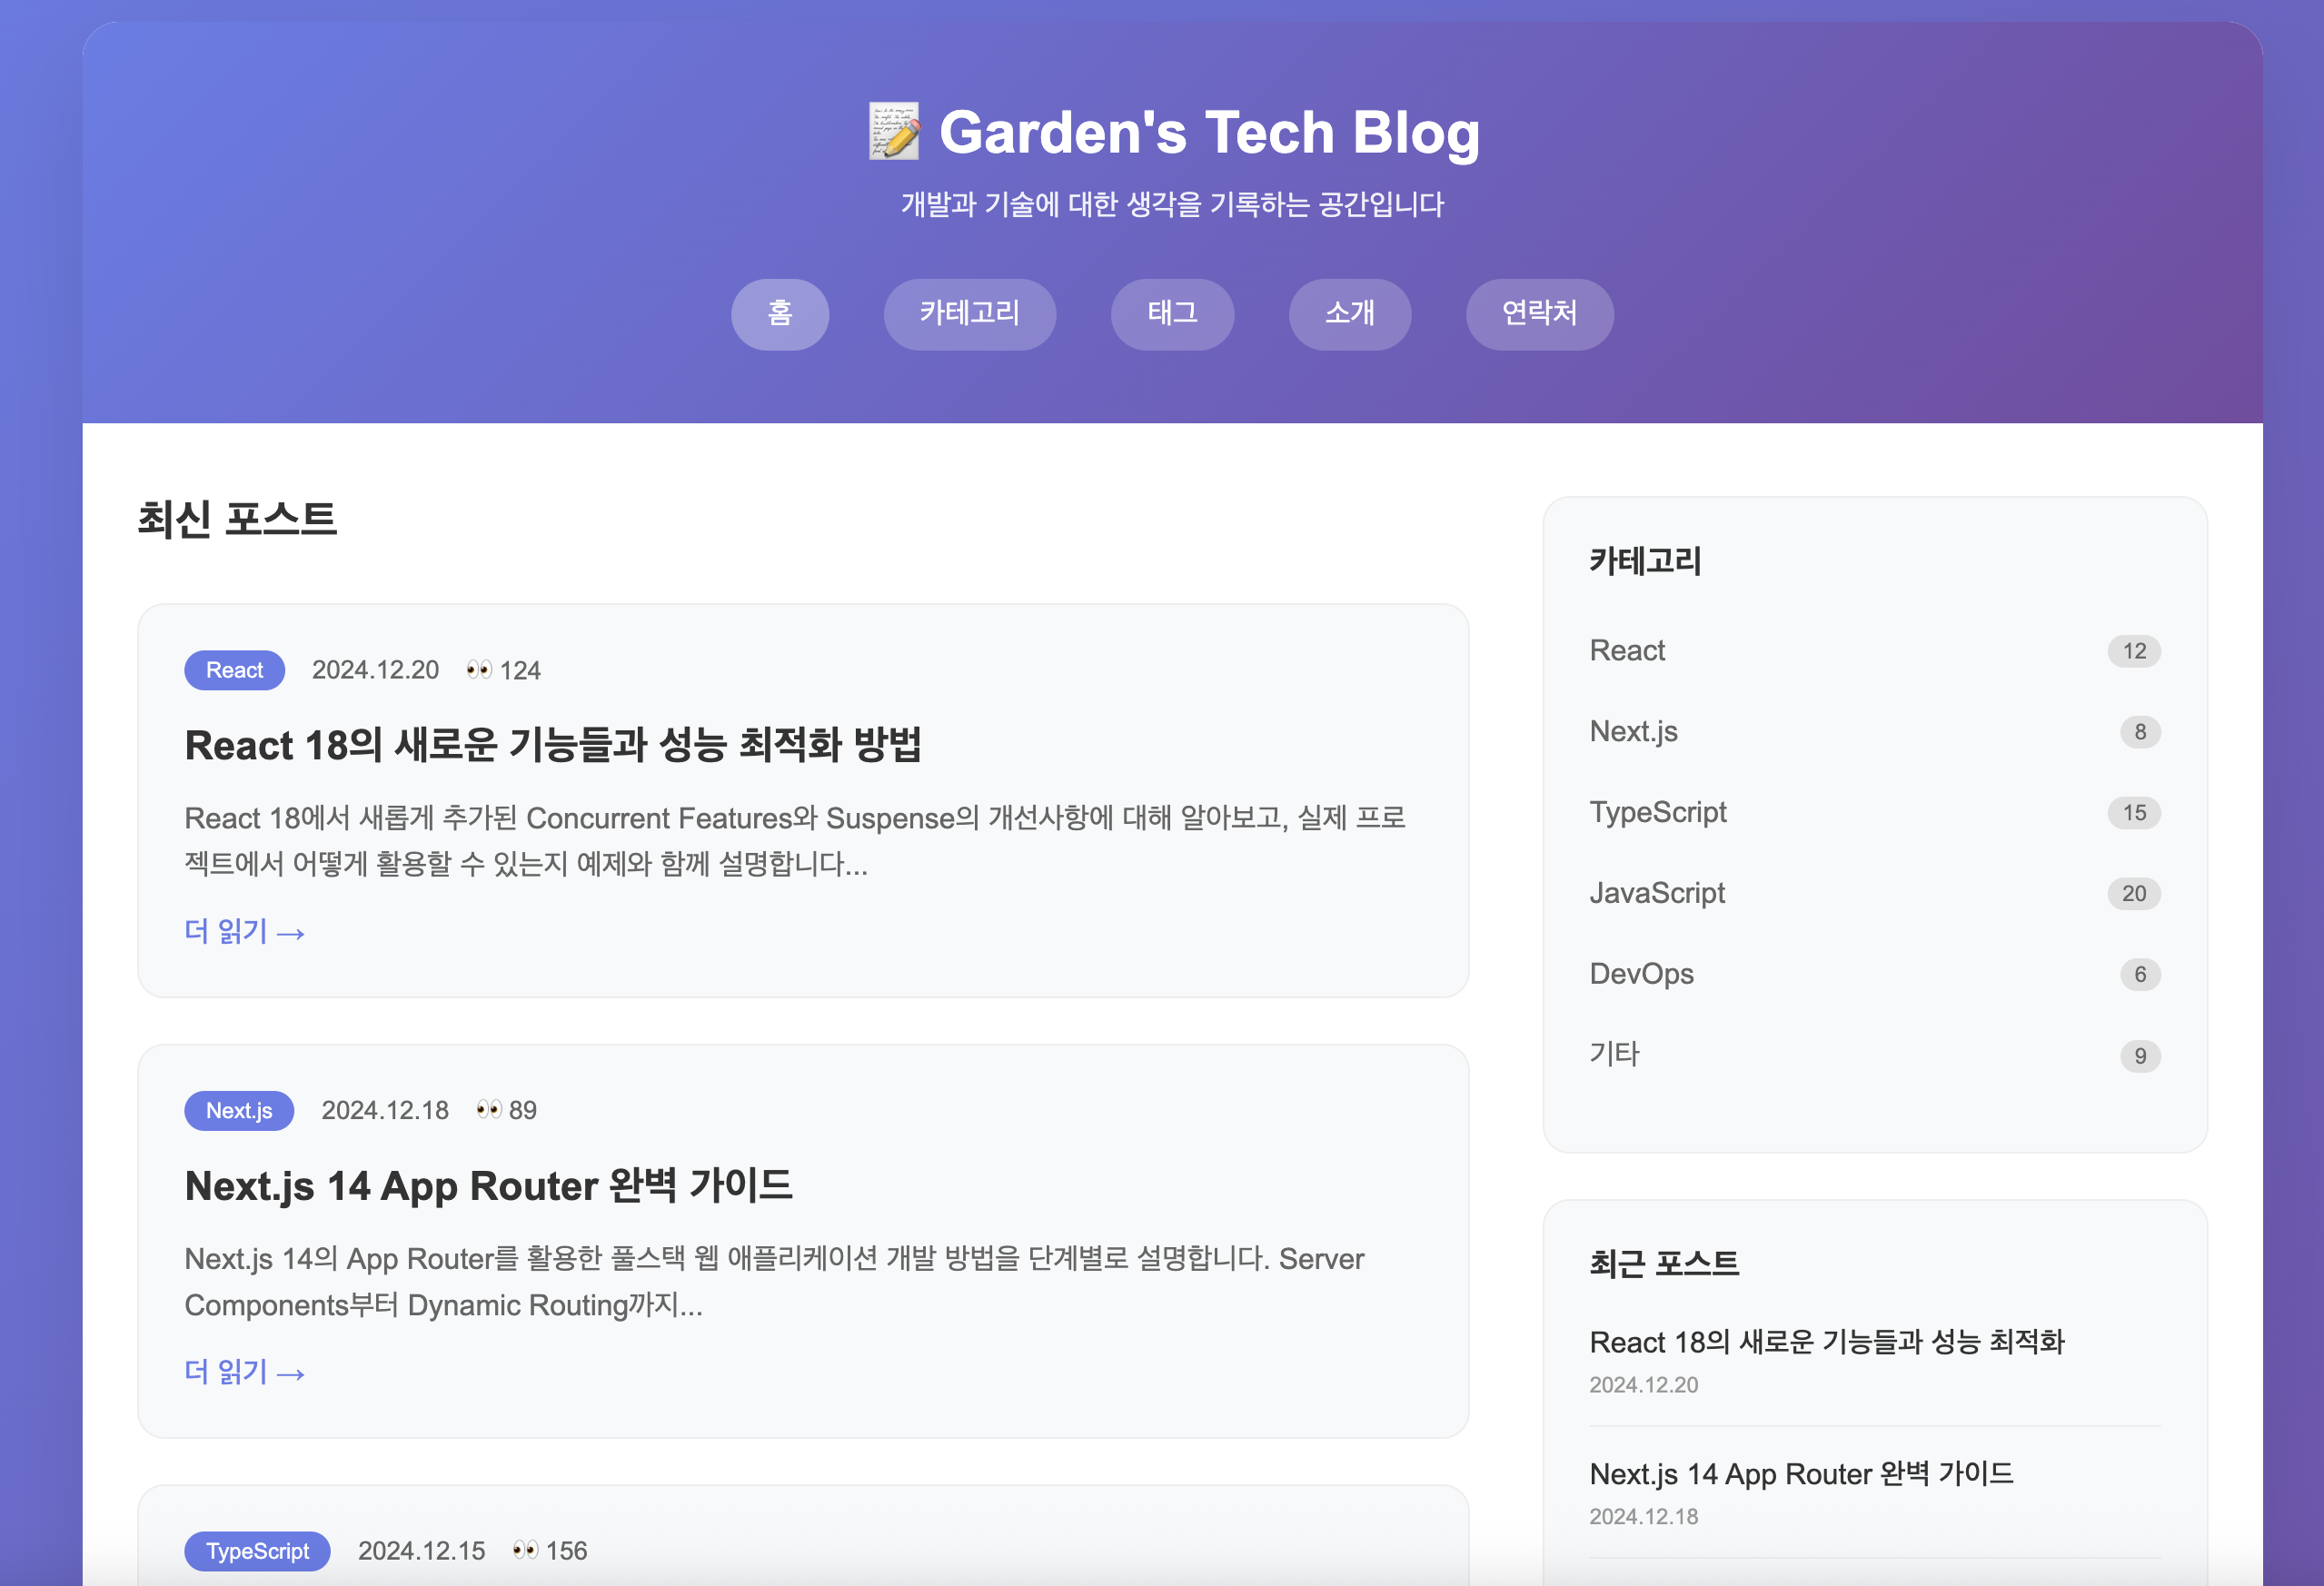 Garden's Tech Blog
개발과 기술에 대한 생각을 기록하는 공간입니다
홈
카테고리
태그
소개
연락처
최신 포스트
React 2024.12.20 👀 124
React 18의 새로운 기능들과 성능 최적화 방법
React 18에서 새롭게 추가된 Concurrent Features와 Suspense의 개선사항에 대해 알아보고, 실제 프로
젝트에서 어떻게 활용할 수 있는지 예제와 함께 설명합니다...
더 읽기 →
Next.js 2024.12.18 👀 89
Next.js 14 App Router 완벽 가이드
Next.js 14의 App Router를 활용한 풀스택 웹 애플리케이션 개발 방법을 단계별로 설명합니다. Server
Components부터 Dynamic Routing까지...
더 읽기 →
TypeScript 2024.12.15 👀 156
카테고리
React 12
Next.js 8
TypeScript 15
JavaScript 20
DevOps 6
기타 9
최근 포스트
React 18의 새로운 기능들과 성능 최적화
2024.12.20
Next.js 14 App Router 완벽 가이드
2024.12.18